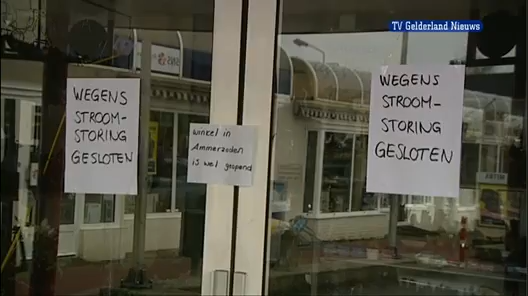 TV Gelderland Nieuws
WEGENS
STROOM-
STORING
GESLOTEN
winkel in
Ammerzoden
is wel geopend
WEGENS
STROOM-
STORING
GESLOTEN